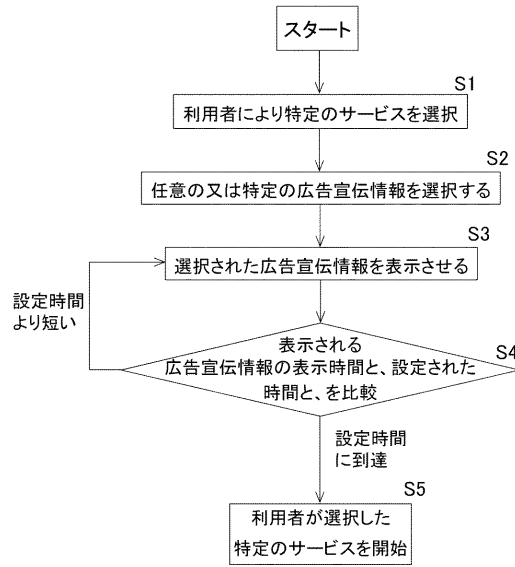 スタート
S1
利用者により特定のサービスを選択
S2
任意の又は特定の広告宣伝情報を選択する
S3
選択された広告宣伝情報を表示させる
設定時間
より短い
S4
表示される
広告宣伝情報の表示時間と、設定された
時間と、を比較
設定時間
に到達
S5
利用者が選択した
特定のサービスを開始